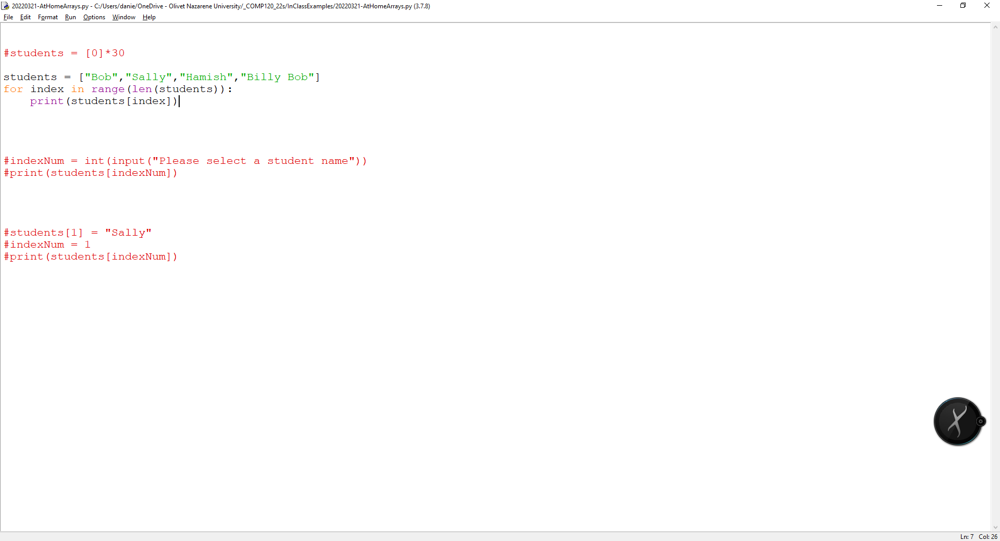 20220321-AtHomeArrays.py - C:/Users/danie/OneDrive - Olivet Nazarene University/_COMP120_22s/InClassExamples/20220321-AtHomeArrays.py (3.7.8)
File Edit Format Run Options Window Help
#students = [0]*30
students = ["Bob","Sally","Hamish","Billy Bob"]
for index in range(len(students)):
    print(students[index])
#indexNum = int(input("Please select a student name"))
#print(students[indexNum])
#students[1] = "Sally"
#indexNum = 1
#print(students[indexNum])
Ln: 7 Col: 26